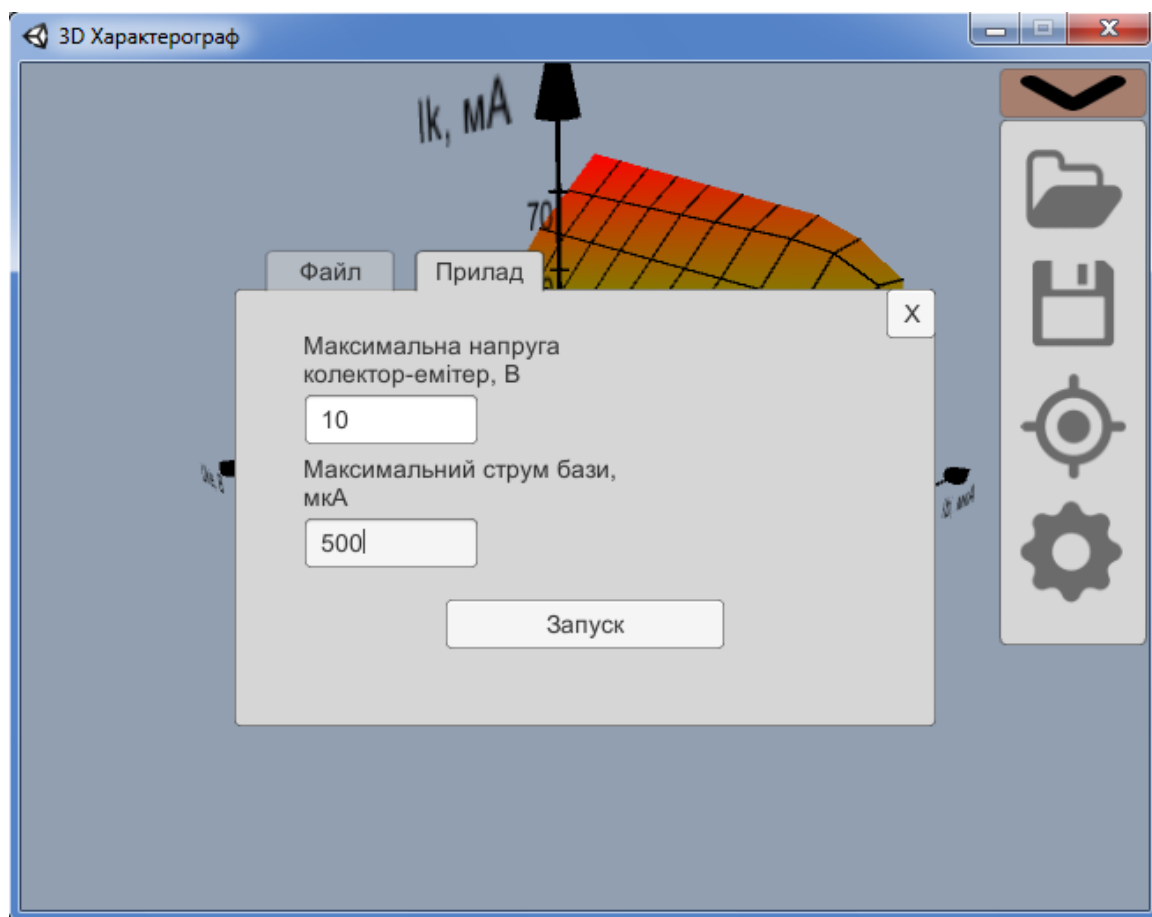 3D Характерограф
Ik, мА
70
Файл
Прилад
X
Максимальна напруга
колектор-емітер, В
10
Максимальний струм бази,
мкА
500
Запуск